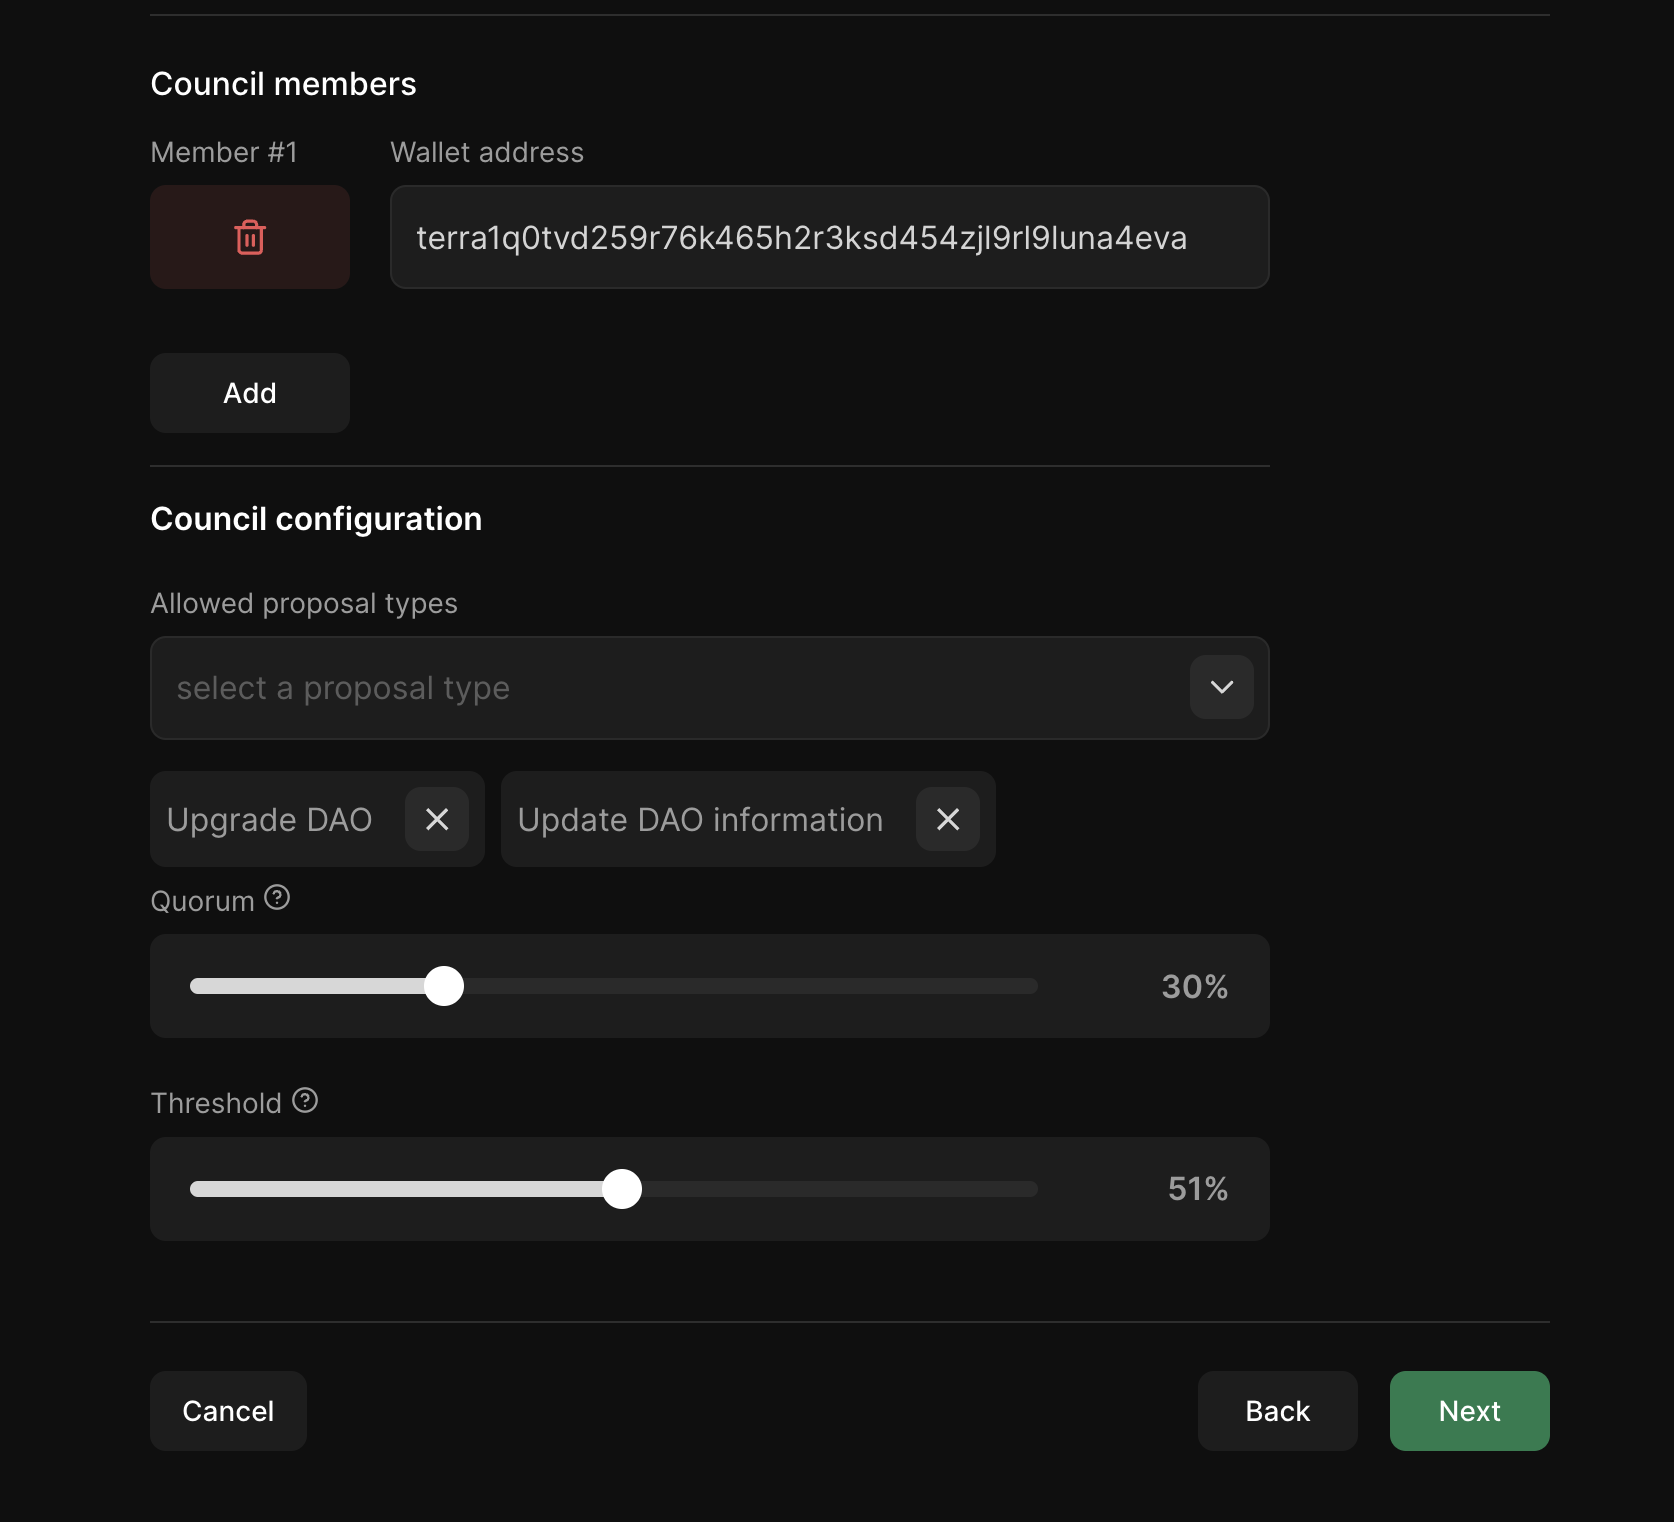 Council members
Member #1 Wallet address
terra1q0tvd259r76k465h2r3ksd454zjl9rl9luna4eva
Add
Council configuration
Allowed proposal types
select a proposal type
Upgrade DAO Update DAO information
Quorum
30%
Threshold
51%
Cancel Back Next